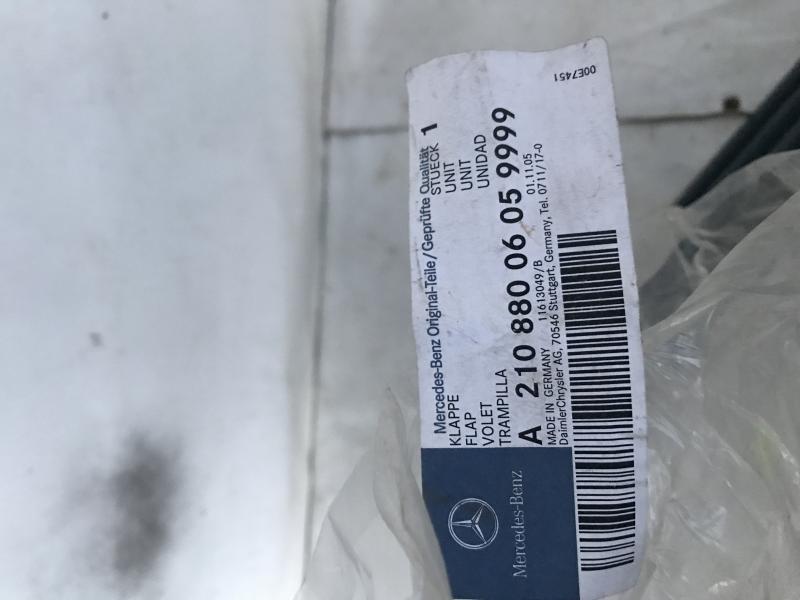 Mercedes-Benz Original-Teile/Geprüfte Qualität
KLAPPE STUECK 1
FLAP UNIT
VOLET UNIT
TRAMPILLA UNIDAD
A 210 880 06 05 9999
MADE IN GERMANY 11613049/B 01.11.05
DaimlerChrysler AG, 70546 Stuttgart, Germany, Tel. 0711/17-0
Mercedes-Benz
00E7451